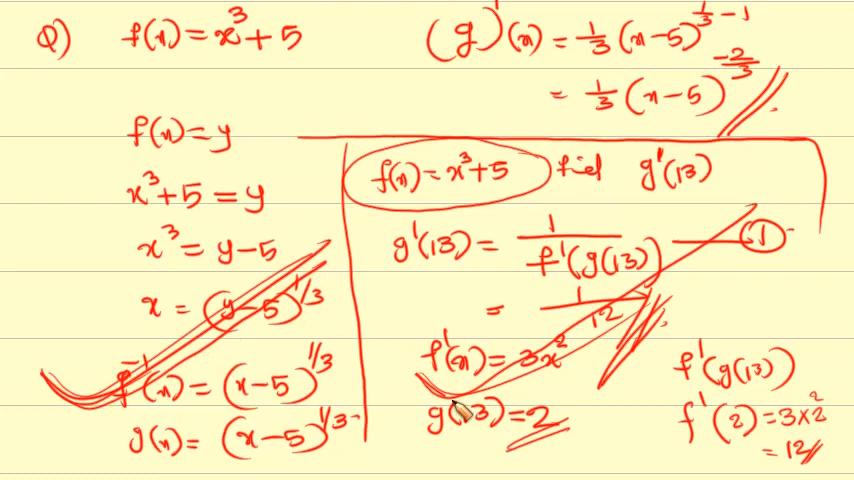 Q) f(x) = x³ + 5
f(x) = y
x³ + 5 = y
x³ = y - 5
x = (y - 5)^1/3
f⁻¹(x) = (x - 5)^1/3
g(x) = (x - 5)^1/3
(g)'(x) = 1/3 (x - 5)^1/3 - 1
= 1/3 (x - 5)^-2/3
f(x) = x³ + 5 find g'(13)
g'(13) = 1/f'(g(13)) — ①
= 1/12
f'(x) = 3x²
g(13) = 2
f'(g(13))
f'(2) = 3×2²
= 12